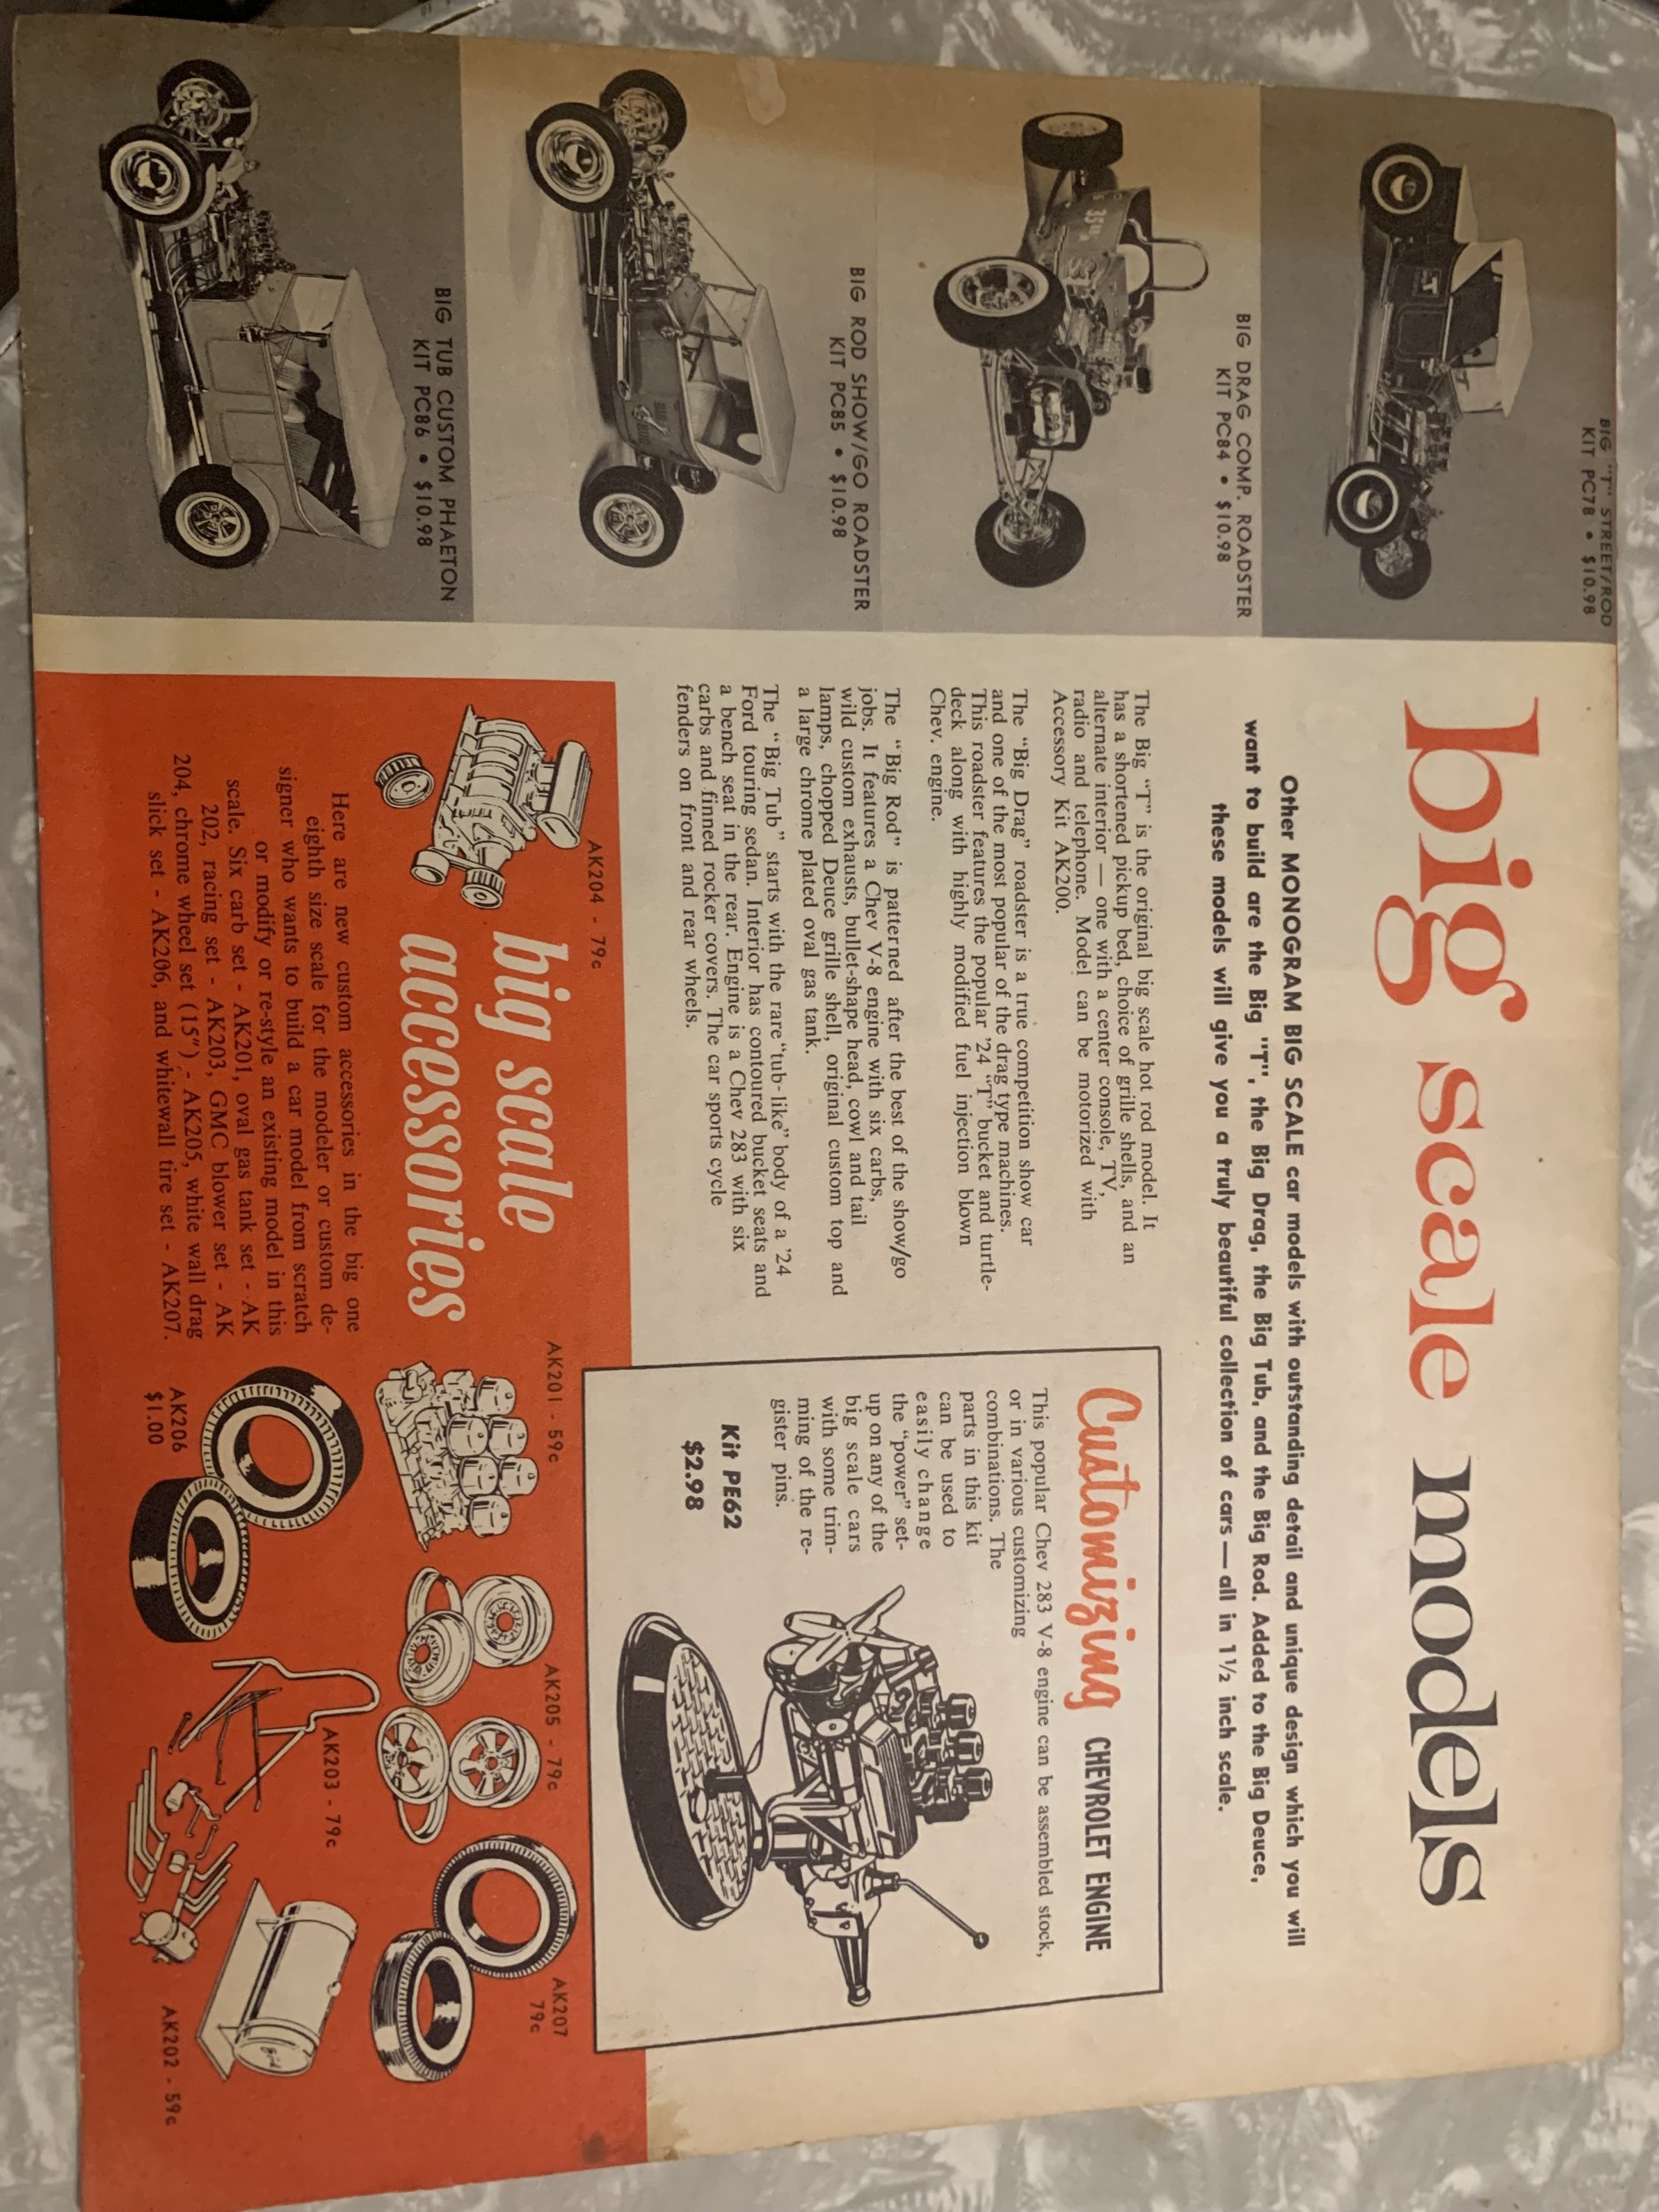 big scale models
Other MONOGRAM BIG SCALE car models with outstanding detail and unique design which you will
want to build are the Big "T", the Big Drag, the Big Tub, and the Big Rod. Added to the Big Deuce,
these models will give you a truly beautiful collection of cars — all in 1½ inch scale.
BIG "T" STREET/ROD
KIT PC78 • $10.98
BIG DRAG COMP. ROADSTER
KIT PC84 • $10.98
BIG ROD SHOW/GO ROADSTER
KIT PC85 • $10.98
BIG TUB CUSTOM PHAETON
KIT PC86 • $10.98
The Big "T" is the original big scale hot rod model. It
has a shortened pickup bed, choice of grille shells, and an
alternate interior — one with a center console, TV,
radio and telephone. Model can be motorized with
Accessory Kit AK200.
The "Big Drag" roadster is a true competition show car
and one of the most popular of the drag type machines.
This roadster features the popular '24 "T" bucket and turtle-
deck along with highly modified fuel injection blown
Chev. engine.
The "Big Rod" is patterned after the best of the show/go
jobs. It features a Chev V-8 engine with six carbs,
wild custom exhausts, bullet-shape head, cowl and tail
lamps, chopped Deuce grille shell, original custom top and
a large chrome plated oval gas tank.
The "Big Tub" starts with the rare "tub-like" body of a '24
Ford touring sedan. Interior has contoured bucket seats and
a bench seat in the rear. Engine is a Chev 283 with six
carbs and finned rocker covers. The car sports cycle
fenders on front and rear wheels.
Customizing CHEVROLET ENGINE
This popular Chev 283 V-8 engine can be assembled stock,
or in various customizing
combinations. The
parts in this kit
can be used to
easily change
the "power" set-
up on any of the
big scale cars
with some trim-
ming of the re-
gister pins.
Kit PE62
$2.98
big scale
accessories
Here are new custom accessories in the big one
eighth size scale for the modeler or custom de-
signer who wants to build a car model from scratch
or modify or re-style an existing model in this
scale. Six carb set - AK201, oval gas tank set - AK
202, racing set - AK203, GMC blower set - AK
204, chrome wheel set (15") - AK205, white wall drag
slick set - AK206, and whitewall tire set - AK207.
AK204 - 79c
AK201 - 59c
AK205 - 79c
AK207
79c
AK206
$1.00
AK203 - 79c
AK202 - 59c